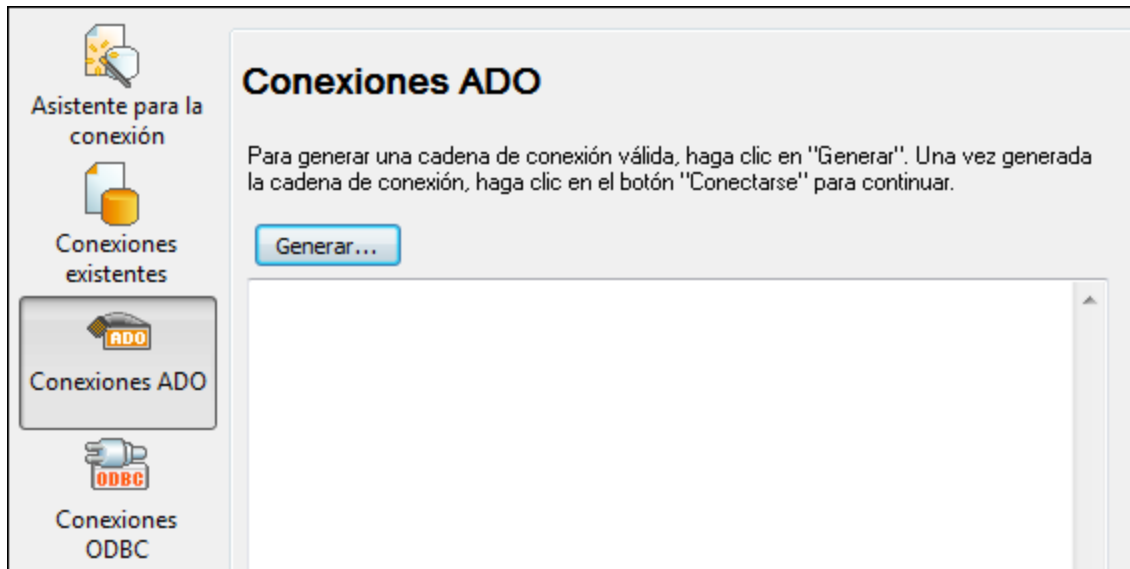 Asistente para la
conexión
Conexiones
existentes
ADO
Conexiones ADO
ODBC
Conexiones
ODBC
Conexiones ADO
Para generar una cadena de conexión válida, haga clic en "Generar". Una vez generada
la cadena de conexión, haga clic en el botón "Conectarse" para continuar.
Generar...